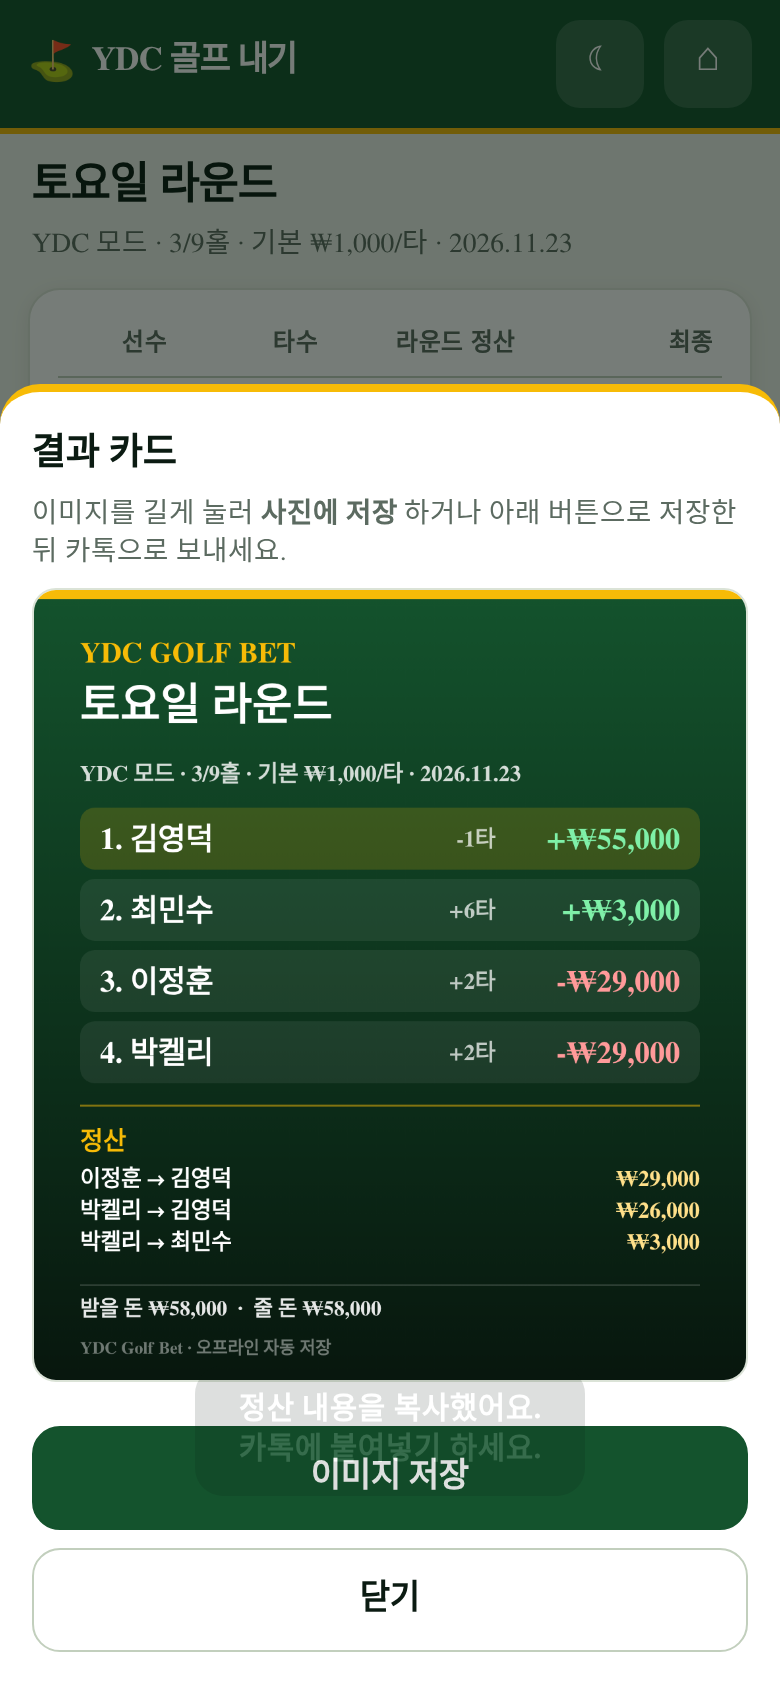 YDC 골프 내기
토요일 라운드
YDC 모드 · 3/9홀 · 기본 ₩1,000/타 · 2026.11.23
선수 타수 라운드 정산 최종
결과 카드
이미지를 길게 눌러 사진에 저장 하거나 아래 버튼으로 저장한
뒤 카톡으로 보내세요.
YDC GOLF BET
토요일 라운드
YDC 모드 · 3/9홀 · 기본 ₩1,000/타 · 2026.11.23
1. 김영덕 -1타 +₩55,000
2. 최민수 +6타 +₩3,000
3. 이정훈 +2타 -₩29,000
4. 박켈리 +2타 -₩29,000
정산
이정훈 → 김영덕 ₩29,000
박켈리 → 김영덕 ₩26,000
박켈리 → 최민수 ₩3,000
받을 돈 ₩58,000 · 줄 돈 ₩58,000
YDC Golf Bet · 오프라인 자동 저장
정산 내용을 복사했어요.
카톡에 붙여넣기 하세요.
이미지 저장
닫기